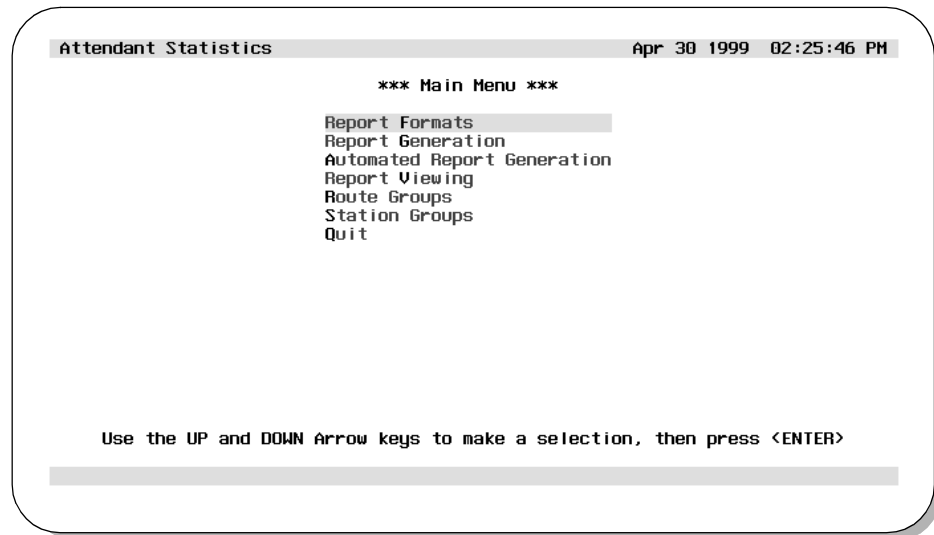 Attendant Statistics Apr 30 1999 02:25:46 PM
*** Main Menu ***
Report Formats
Report Generation
Automated Report Generation
Report Viewing
Route Groups
Station Groups
Quit
Use the UP and DOWN Arrow keys to make a selection, then press <ENTER>